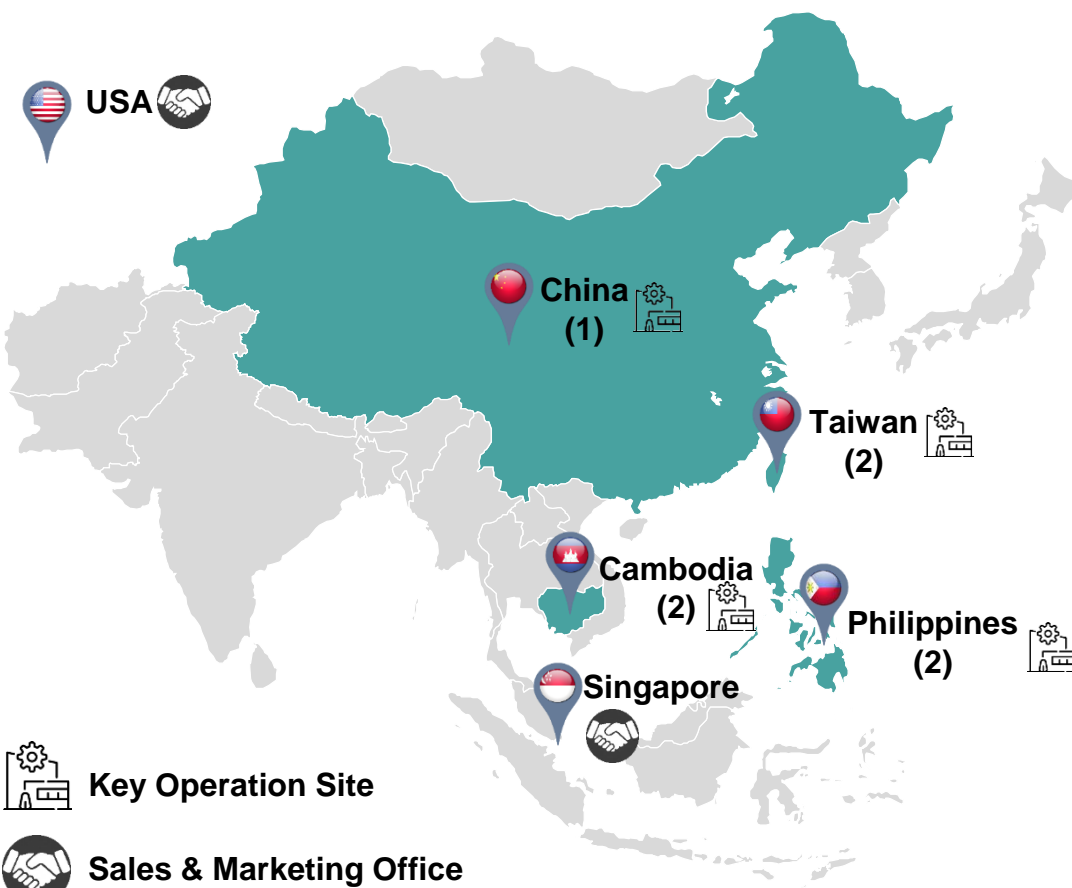 USA
China
(1)
Taiwan
(2)
Cambodia
(2)
Philippines
(2)
Singapore
Key Operation Site
Sales & Marketing Office